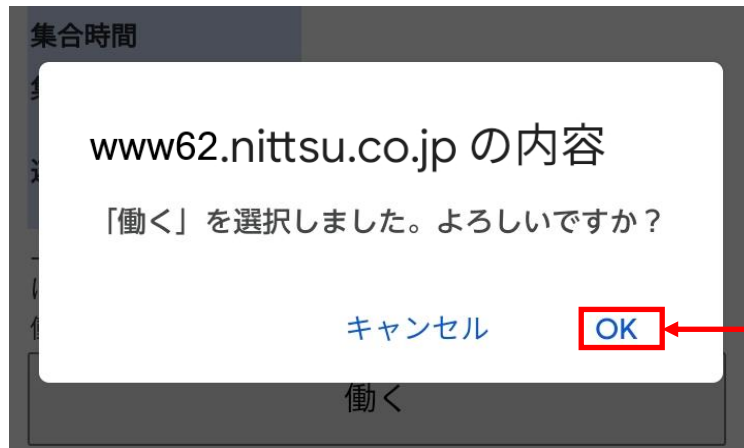 集合時間
www62.nittsu.co.jp の内容
「働く」を選択しました。よろしいですか？
キャンセル
OK
働く